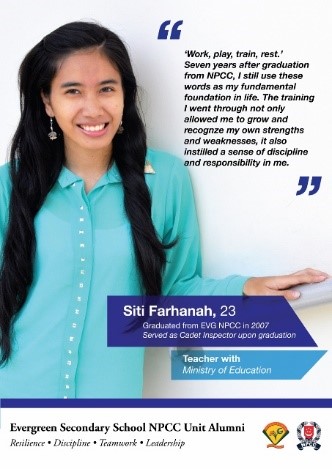 “
'Work, play, train, rest.'
Seven years after graduation
from NPCC, I still use these
words as my fundamental
foundation in life. The training
I went through not only
allowed me to grow and
recognze my own strengths
and weaknesses, it also
instilled a sense of discipline
and responsibility in me.
”
Siti Farhanah, 23
Graduated from EVG NPCC in 2007
Served as Cadet Inspector upon graduation
Teacher with
Ministry of Education
Evergreen Secondary School NPCC Unit Alumni
Resilience • Discipline • Teamwork • Leadership
NPCC